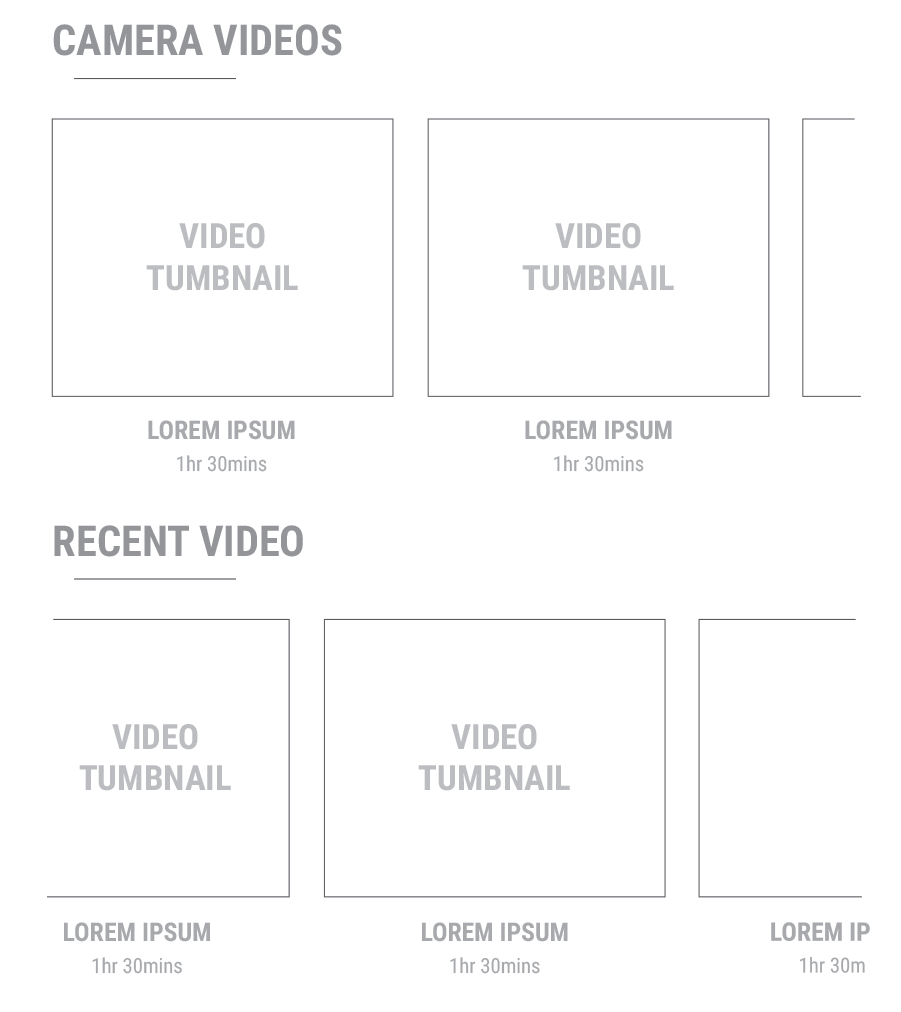 CAMERA VIDEOS
VIDEO
TUMBNAIL
VIDEO
TUMBNAIL
LOREM IPSUM
1hr 30mins
LOREM IPSUM
1hr 30mins
RECENT VIDEO
VIDEO
TUMBNAIL
VIDEO
TUMBNAIL
LOREM IPSUM
1hr 30mins
LOREM IPSUM
1hr 30mins
LOREM IP
1hr 30m